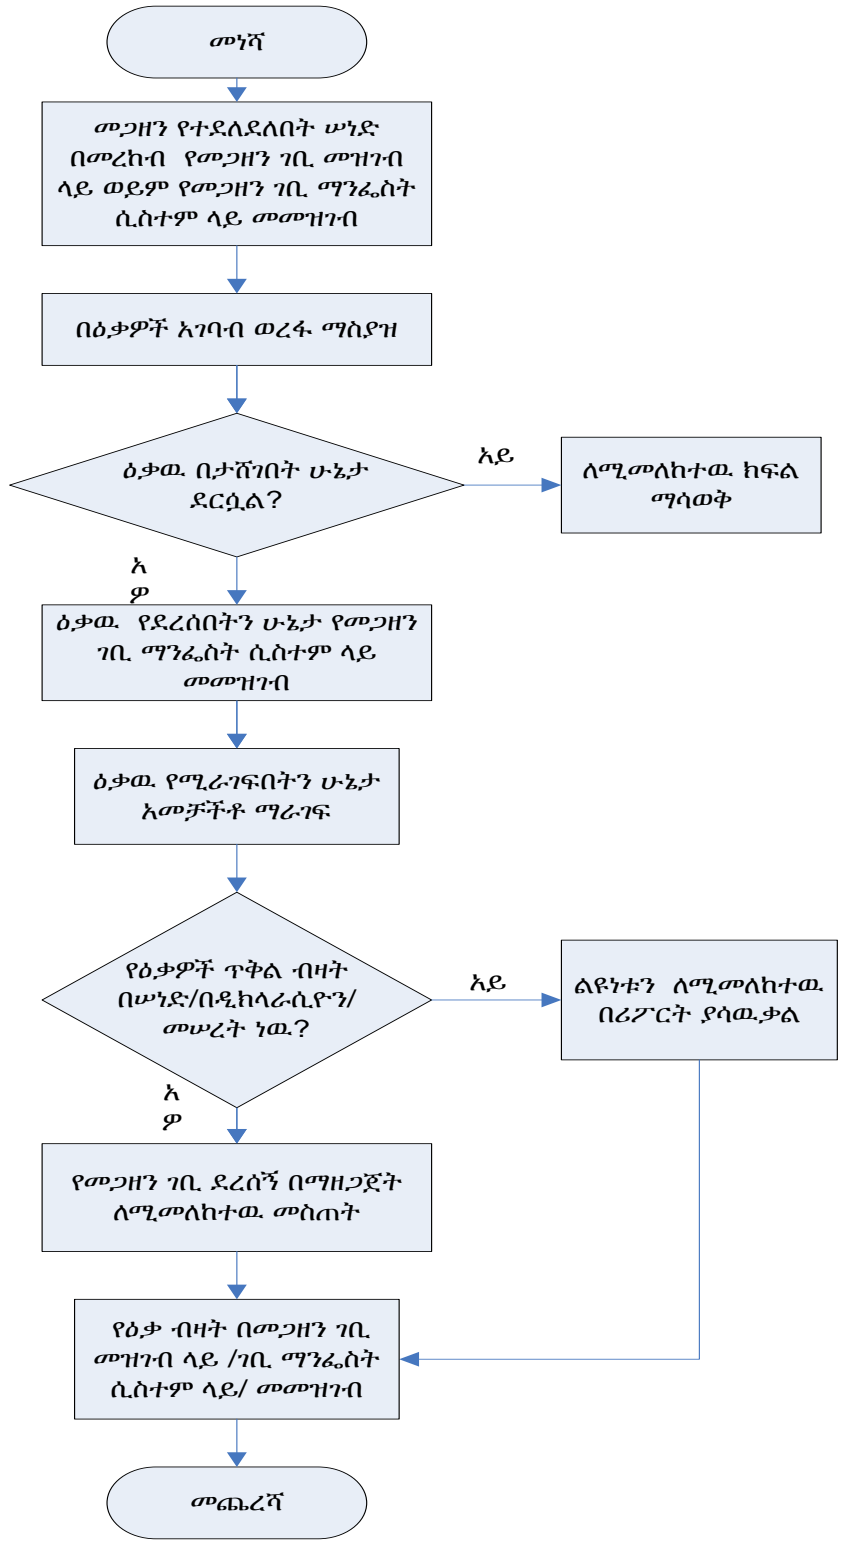 መነሻ
መጋዘን የተደለደለበት ሠነድ
በመረከብ የመጋዘን ገቢ መዝገብ
ላይ ወይም የመጋዘን ገቢ ማንፌስት
ሲስተም ላይ መመዝገብ
በዕቃዎች አገባብ ወረፋ ማስያዝ
ዕቃዉ በታሸገበት ሁኔታ
ደርሷል?
አይ
ለሚመለከተዉ ክፍል
ማሳወቅ
አ
ዎ
ዕቃዉ የደረሰበትን ሁኔታ የመጋዘን
ገቢ ማንፌስት ሲስተም ላይ
መመዝገብ
ዕቃዉ የሚራገፍበትን ሁኔታ
አመቻችቶ ማራገፍ
የዕቃዎች ጥቅል ብዛት
በሠነድ/በዲክላራሲዮን/
መሠረት ነዉ?
አይ
ልዩነቱን ለሚመለከተዉ
በሪፖርት ያሳዉቃል
አ
ዎ
የመጋዘን ገቢ ደረሰኝ በማዘጋጀት
ለሚመለከተዉ መስጠት
የዕቃ ብዛት በመጋዘን ገቢ
መዝገብ ላይ /ገቢ ማንፌስት
ሲስተም ላይ/ መመዝገብ
መጨረሻ